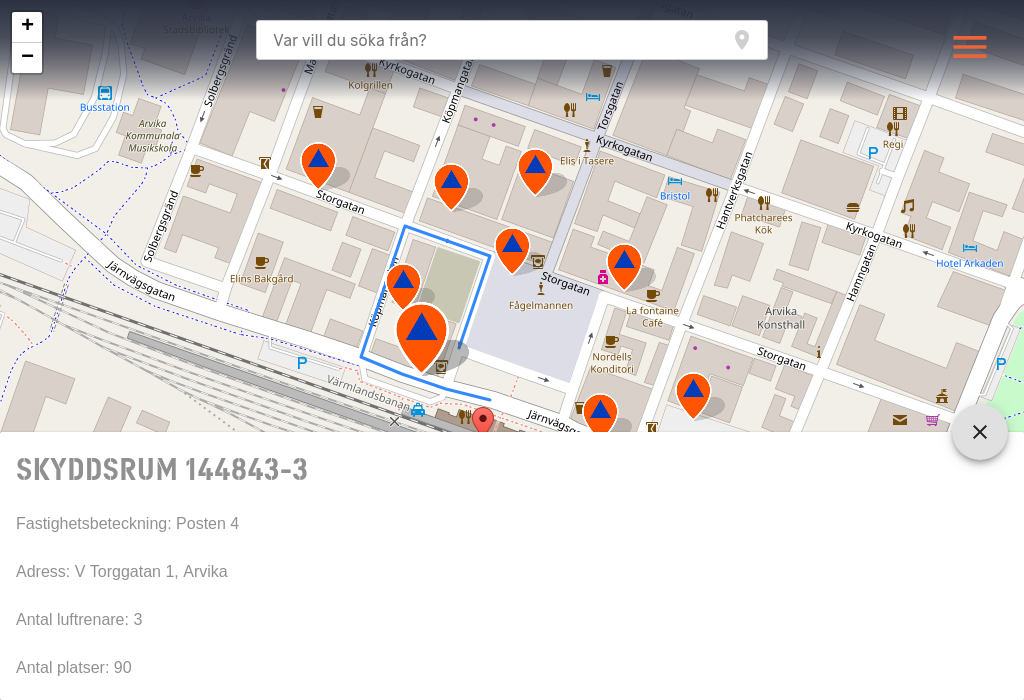 +
−
Var vill du söka från?
Arvika
Stadsbibliotek
Solbergsgränd
Kyrkogatan
Kolgrillen
Köpmangatan
Torsgatan
Busstation
Arvika
Kommunala
Musikskola
Kyrkogatan
Elis i Tasere
P
Regi
Storgatan
Bristol
Hantverksgatan
Phatcharees
Kök
Kyrkogatan
Hotel Arkaden
Solbergsgränd
Järnvägsgatan
Elins Bakgård
Storgatan
Fågelmannen
La fontaine
Café
Hamngatan
Arvika
Konsthall
Nordells
Konditori
Storgatan
P
P
Värmlandsbanan
Järnvägsga
SKYDDSRUM 144843-3
Fastighetsbeteckning: Posten 4
Adress: V Torggatan 1, Arvika
Antal luftrenare: 3
Antal platser: 90